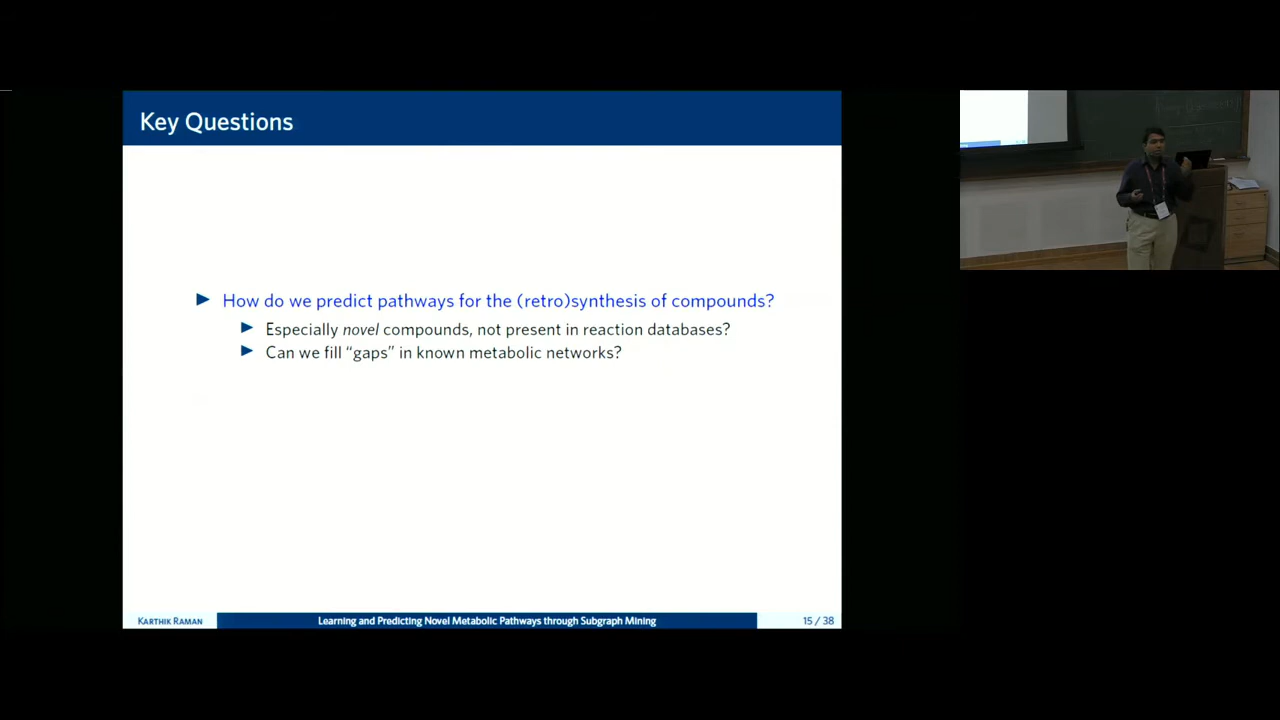 Key Questions
How do we predict pathways for the (retro)synthesis of compounds?
Especially novel compounds, not present in reaction databases?
Can we fill “gaps” in known metabolic networks?
KARTHIK RAMAN
Learning and Predicting Novel Metabolic Pathways through Subgraph Mining
15 / 38